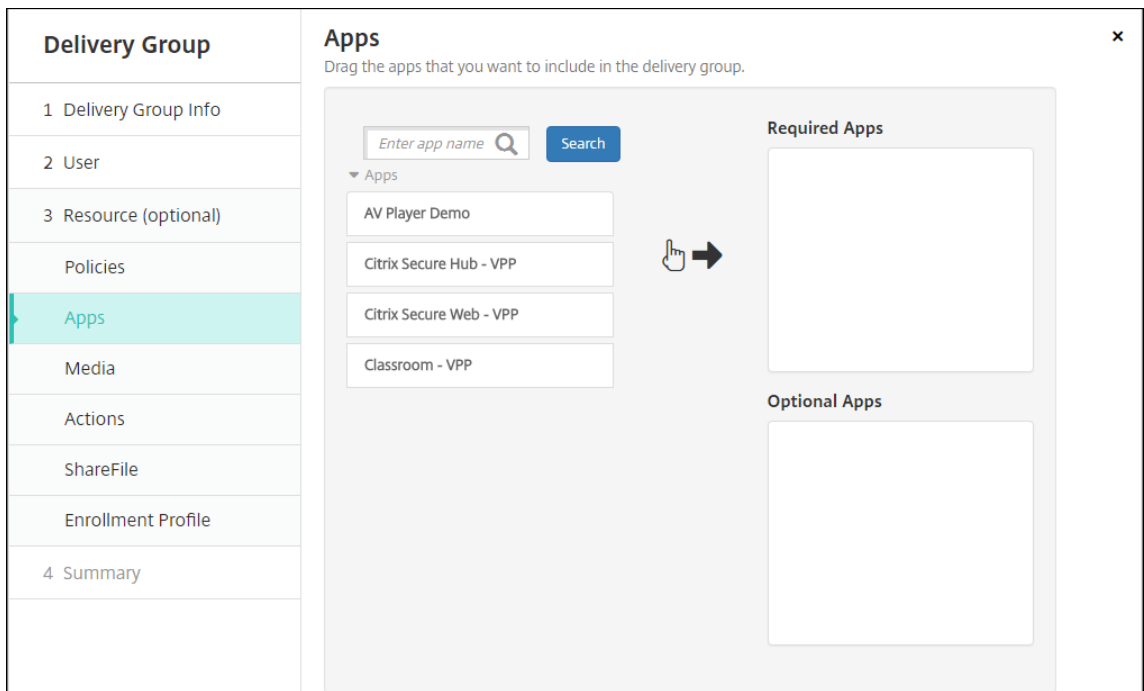 Delivery Group
1 Delivery Group Info
2 User
3 Resource (optional)
Policies
Apps
Media
Actions
ShareFile
Enrollment Profile
4 Summary
Apps
×
Drag the apps that you want to include in the delivery group.
Enter app name
Search
Apps
AV Player Demo
Citrix Secure Hub - VPP
Citrix Secure Web - VPP
Classroom - VPP
Required Apps
Optional Apps